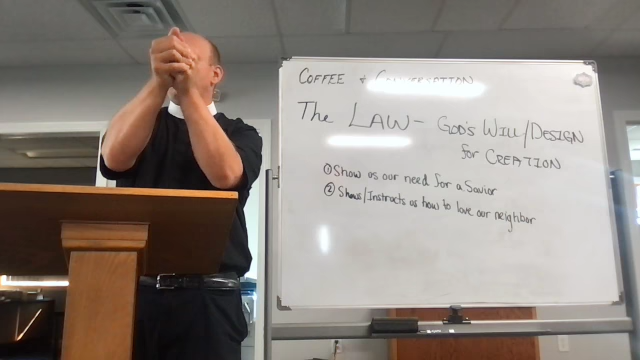 COFFEE & CONVERSATION
The LAW - GOD'S WILL/DESIGN
for CREATION
① Show us our need for a Savior
② Shows/Instructs us how to love our neighbor